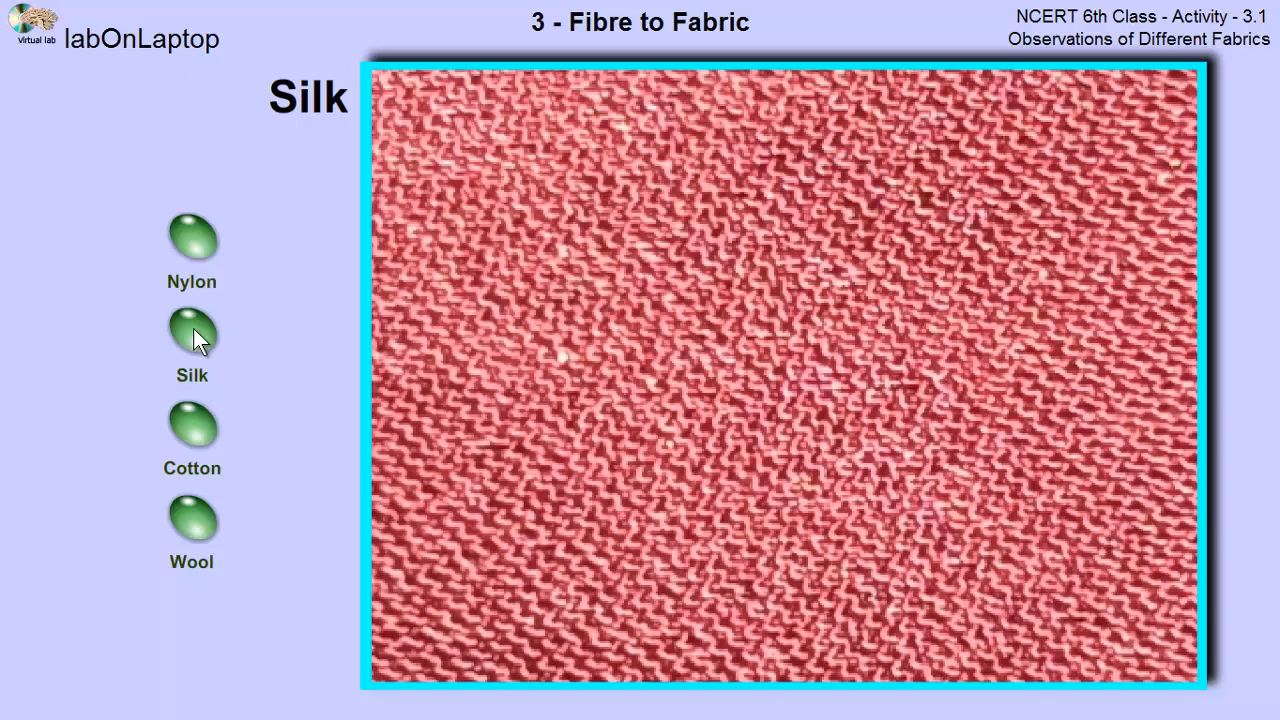 Virtual lab
labOnLaptop
3 - Fibre to Fabric
NCERT 6th Class - Activity - 3.1
Observations of Different Fabrics
Silk
Nylon
Silk
Cotton
Wool